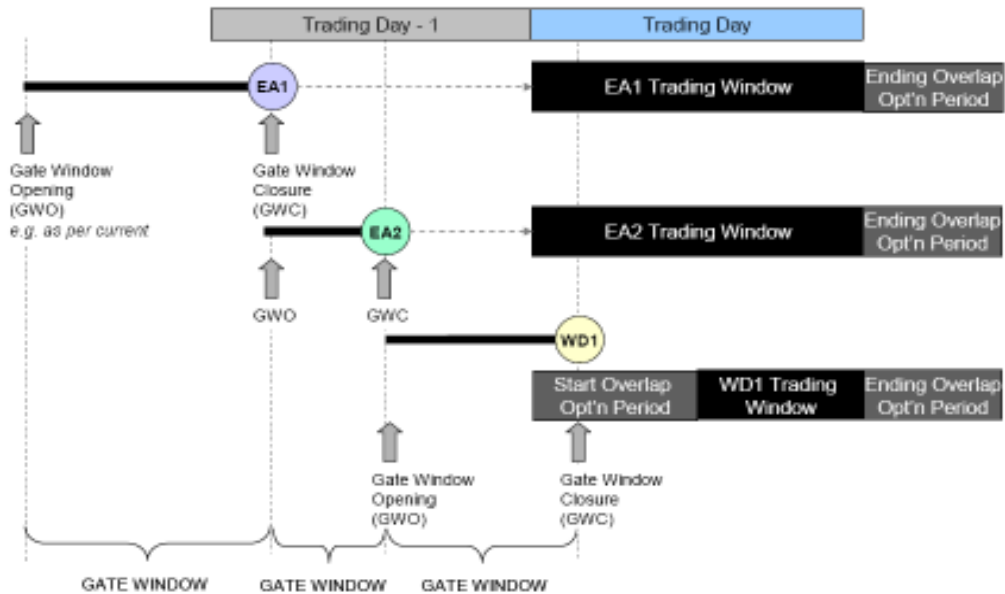 Trading Day - 1
Trading Day
EA1
EA1 Trading Window
Ending Overlap
Opt'n Period
Gate Window
Opening
(GWO)
e.g. as per current
Gate Window
Closure
(GWC)
EA2
EA2 Trading Window
Ending Overlap
Opt'n Period
GWO
GWC
WD1
Start Overlap
Opt'n Period
WD1 Trading
Window
Ending Overlap
Opt'n Period
Gate Window
Opening
(GWO)
Gate Window
Closure
(GWC)
GATE WINDOW
GATE WINDOW
GATE WINDOW